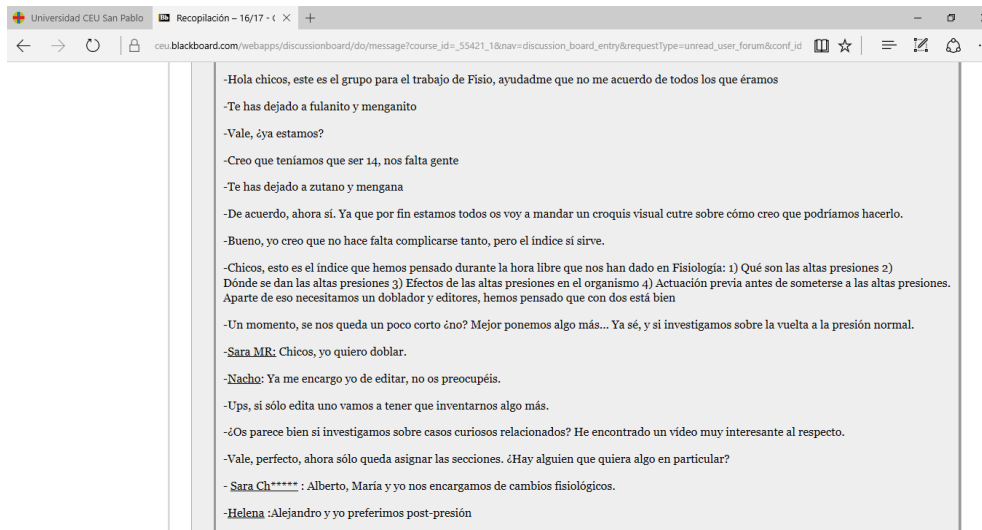 Universidad CEU San Pablo
Bb Recopilación – 16/17 - (
ceu.blackboard.com/webapps/discussionboard/do/message?course_id=_55421_1&nav=discussion_board_entry&requestType=unread_user_forum&conf_id
-Hola chicos, este es el grupo para el trabajo de Fisio, ayudadme que no me acuerdo de todos los que éramos
-Te has dejado a fulanito y menganito
-Vale, ¿ya estamos?
-Creo que teníamos que ser 14, nos falta gente
-Te has dejado a zutano y mengana
-De acuerdo, ahora sí. Ya que por fin estamos todos os voy a mandar un croquis visual cutre sobre cómo creo que podríamos hacerlo.
-Bueno, yo creo que no hace falta complicarse tanto, pero el índice sí sirve.
-Chicos, esto es el índice que hemos pensado durante la hora libre que nos han dado en Fisiología: 1) Qué son las altas presiones 2)
Dónde se dan las altas presiones 3) Efectos de las altas presiones en el organismo 4) Actuación previa antes de someterse a las altas presiones.
Aparte de eso necesitamos un doblador y editores, hemos pensado que con dos está bien
-Un momento, se nos queda un poco corto ¿no? Mejor ponemos algo más... Ya sé, y si investigamos sobre la vuelta a la presión normal.
-Sara MR: Chicos, yo quiero doblar.
-Nacho: Ya me encargo yo de editar, no os preocupéis.
-Ups, si sólo edita uno vamos a tener que inventarnos algo más.
-¿Os parece bien si investigamos sobre casos curiosos relacionados? He encontrado un vídeo muy interesante al respecto.
-Vale, perfecto, ahora sólo queda asignar las secciones. ¿Hay alguien que quiera algo en particular?
- Sara Ch***** : Alberto, María y yo nos encargamos de cambios fisiológicos.
-Helena :Alejandro y yo preferimos post-presión